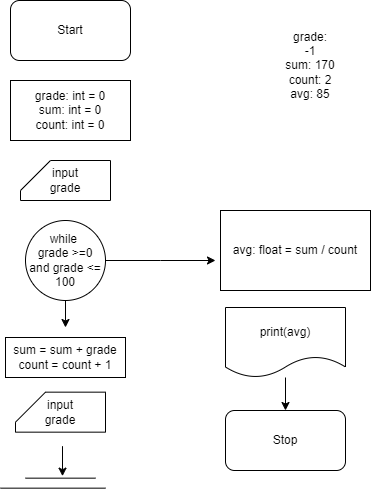 Start
grade:
-1
sum: 170
count: 2
avg: 85
grade: int = 0
sum: int = 0
count: int = 0
input
grade
while
grade >=0
and grade <=
100
avg: float = sum / count
sum = sum + grade
count = count + 1
print(avg)
input
grade
Stop